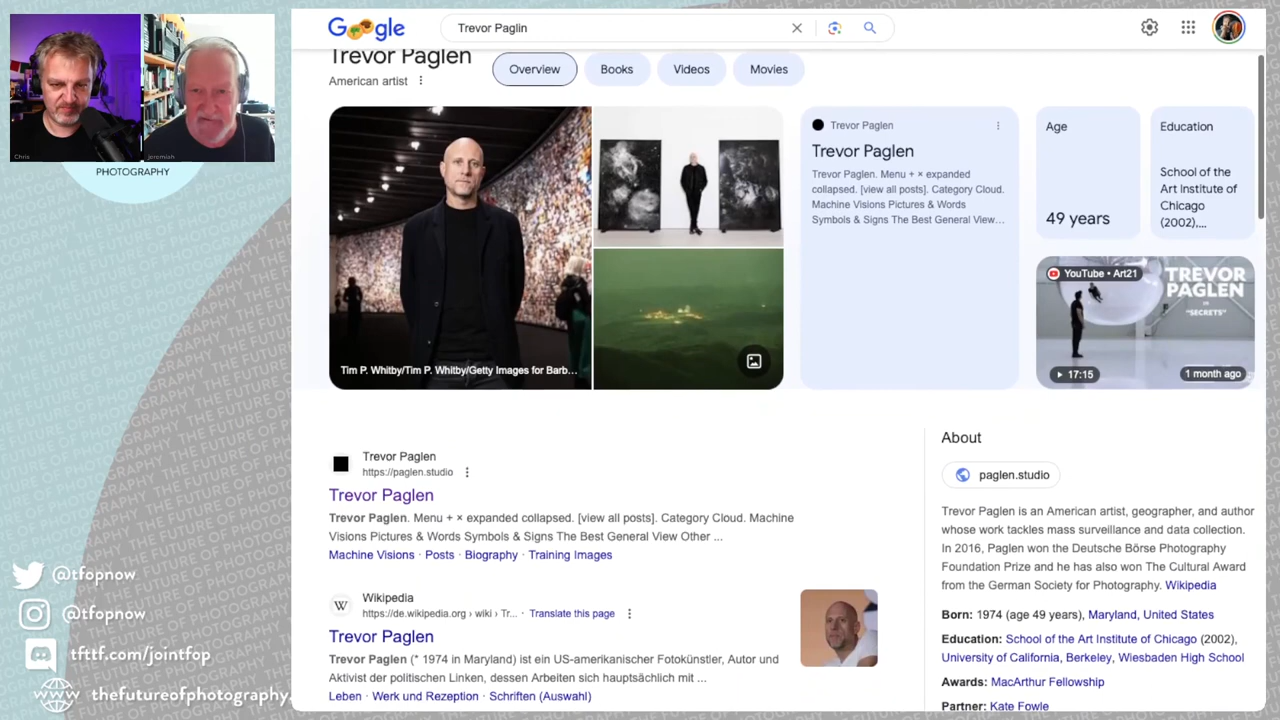 Chris
Jeremiah
PHOTOGRAPHY
@tfopnow
@tfopnow
tfttf.com/jointfop
thefutureofphotography.
Google
Trevor Paglin
Trevor Paglen
American artist
Overview
Books
Videos
Movies
Tim P. Whitby/Tim P. Whitby/Getty Images for Barb...
Trevor Paglen
Trevor Paglen
Trevor Paglen. Menu + × expanded
collapsed. [view all posts]. Category Cloud.
Machine Visions Pictures & Words
Symbols & Signs The Best General View...
Age
49 years
Education
School of the
Art Institute of
Chicago
(2002),...
YouTube • Art21
TREVOR
PAGLEN
IN
"SECRETS"
17:15
1 month ago
Trevor Paglen
https://paglen.studio
Trevor Paglen
Trevor Paglen. Menu + × expanded collapsed. [view all posts]. Category Cloud. Machine
Visions Pictures & Words Symbols & Signs The Best General View Other ...
Machine Visions · Posts · Biography · Training Images
W
Wikipedia
https://de.wikipedia.org › wiki › Tr... · Translate this page
Trevor Paglen
Trevor Paglen (* 1974 in Maryland) ist ein US-amerikanischer Fotokünstler, Autor und
Aktivist der politischen Linken, dessen Arbeiten sich hauptsächlich mit ...
Leben · Werk und Rezeption · Schriften (Auswahl)
About
paglen.studio
Trevor Paglen is an American artist, geographer, and author
whose work tackles mass surveillance and data collection.
In 2016, Paglen won the Deutsche Börse Photography
Foundation Prize and he has also won The Cultural Award
from the German Society for Photography. Wikipedia
Born: 1974 (age 49 years), Maryland, United States
Education: School of the Art Institute of Chicago (2002),
University of California, Berkeley, Wiesbaden High School
Awards: MacArthur Fellowship
Partner: Kate Fowle